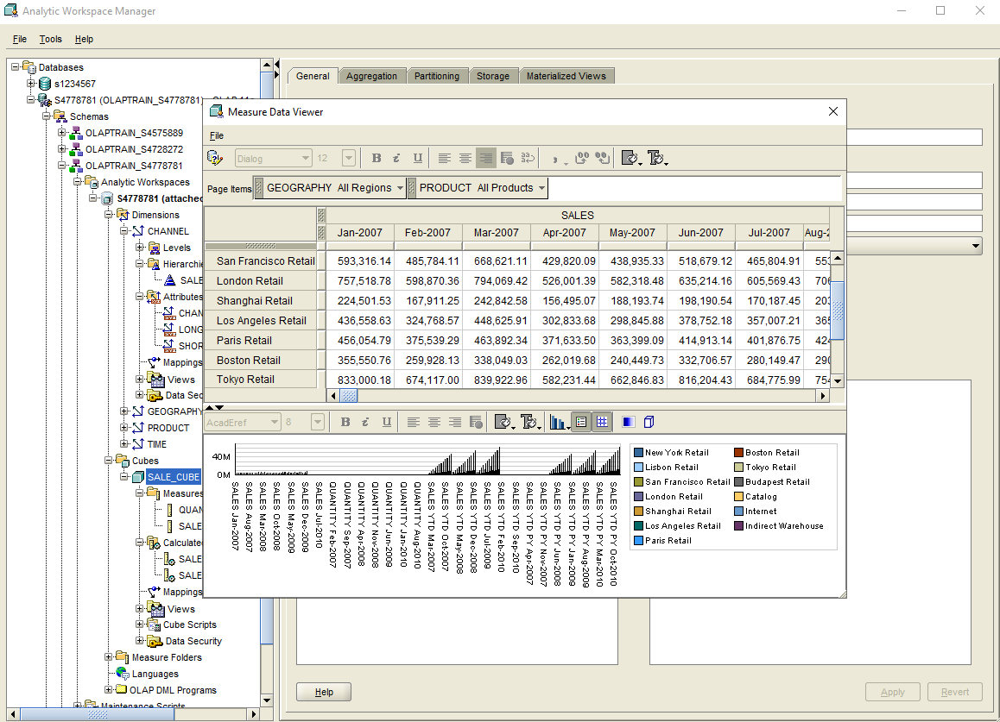 Analytic Workspace Manager
File Tools Help
Databases
s1234567
S4778781 (OLAPTRAIN_S4778781)
Schemas
OLAPTRAIN_S4575889
OLAPTRAIN_S4728272
OLAPTRAIN_S4778781
Analytic Workspaces
S4778781 (attached
Dimensions
CHANNEL
Levels
Hierarchie
SALE
Attributes
CHAN
LONG
SHOR
Mappings
Views
Data Sec
GEOGRAPHY
PRODUCT
TIME
Cubes
SALE_CUBE
Measures
QUAN
SALE
Calculate
SALE
SALE
Mappings
Views
Cube Scripts
Data Security
Measure Folders
Languages
OLAP DML Programs
Maintenance Scripts
General Aggregation Partitioning Storage Materialized Views
Measure Data Viewer
File
Dialog 12 B i U
Page Items GEOGRAPHY All Regions PRODUCT All Products
SALES
Jan-2007 Feb-2007 Mar-2007 Apr-2007 May-2007 Jun-2007 Jul-2007 Aug-2
San Francisco Retail 593,316.14 485,784.11 668,621.11 429,820.09 438,935.33 518,679.12 465,804.91 553
London Retail 757,518.78 598,870.36 794,069.42 526,001.39 582,318.48 635,214.16 605,569.43 706
Shanghai Retail 224,501.53 167,911.25 242,842.58 156,495.07 188,193.74 198,190.54 170,187.45 203
Los Angeles Retail 436,558.63 324,768.57 448,625.91 302,833.68 298,845.88 378,752.18 357,007.21 365
Paris Retail 456,054.79 375,539.29 463,892.34 371,633.50 363,399.09 414,913.14 401,876.75 424
Boston Retail 355,550.76 259,928.13 338,049.03 262,019.68 240,449.73 332,706.57 280,149.47 290
Tokyo Retail 833,000.18 674,117.00 839,922.96 582,231.44 662,846.83 816,204.43 684,775.99 754
AcadEref 8 B i U
40M
0M
SALES Jan-2007
SALES Aug-2007
SALES Mar-2008
SALES Oct-2008
SALES May-2009
SALES Dec-2009
SALES Jul-2010
QUANTITY Feb-2007
QUANTITY Sep-2007
QUANTITY Apr-2008
QUANTITY Nov-2008
QUANTITY Jun-2009
QUANTITY Jan-2010
QUANTITY Aug-2010
SALES YTD Mar-2007
SALES YTD Oct-2007
SALES YTD May-2008
SALES YTD Dec-2008
SALES YTD Jul-2009
SALES YTD Feb-2010
SALES YTD Sep-2010
SALES YTD PY Apr-2007
SALES YTD PY Nov-2007
SALES YTD PY Jun-2008
SALES YTD PY Jan-2009
SALES YTD PY Aug-2009
SALES YTD PY Mar-2010
SALES YTD PY Oct-2010
New York Retail Boston Retail
Lisbon Retail Tokyo Retail
San Francisco Retail Budapest Retail
London Retail Catalog
Shanghai Retail Internet
Los Angeles Retail Indirect Warehouse
Paris Retail
Help Apply Revert